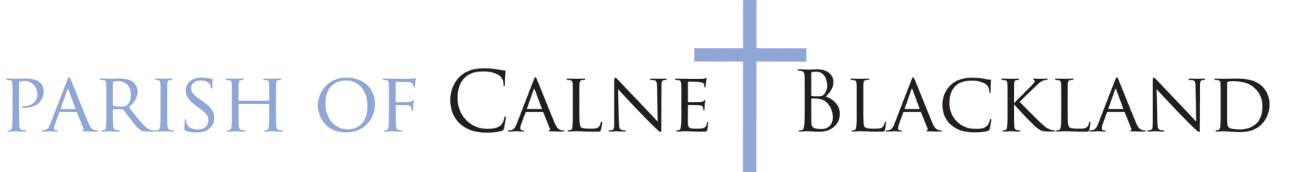 PARISH OF CALNE BLACKLAND